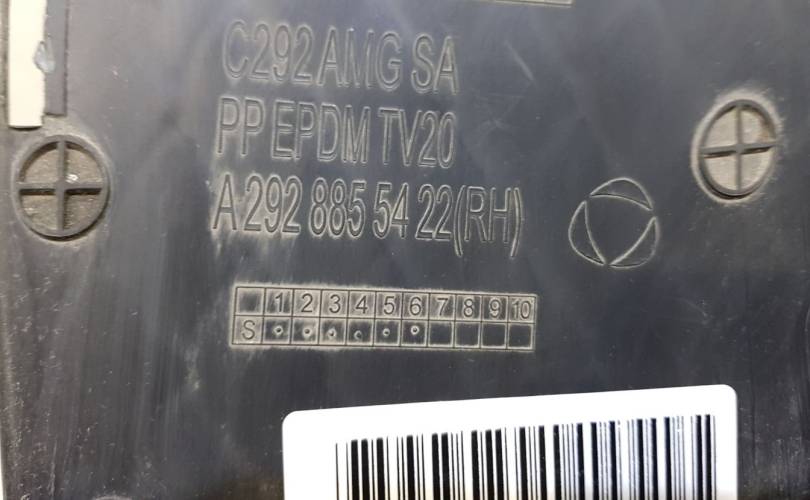 C292 AMG SA
PP EPDM TV20
A 292 885 54 22 (RH)
1 2 3 4 5 6 7 8 9 10
S